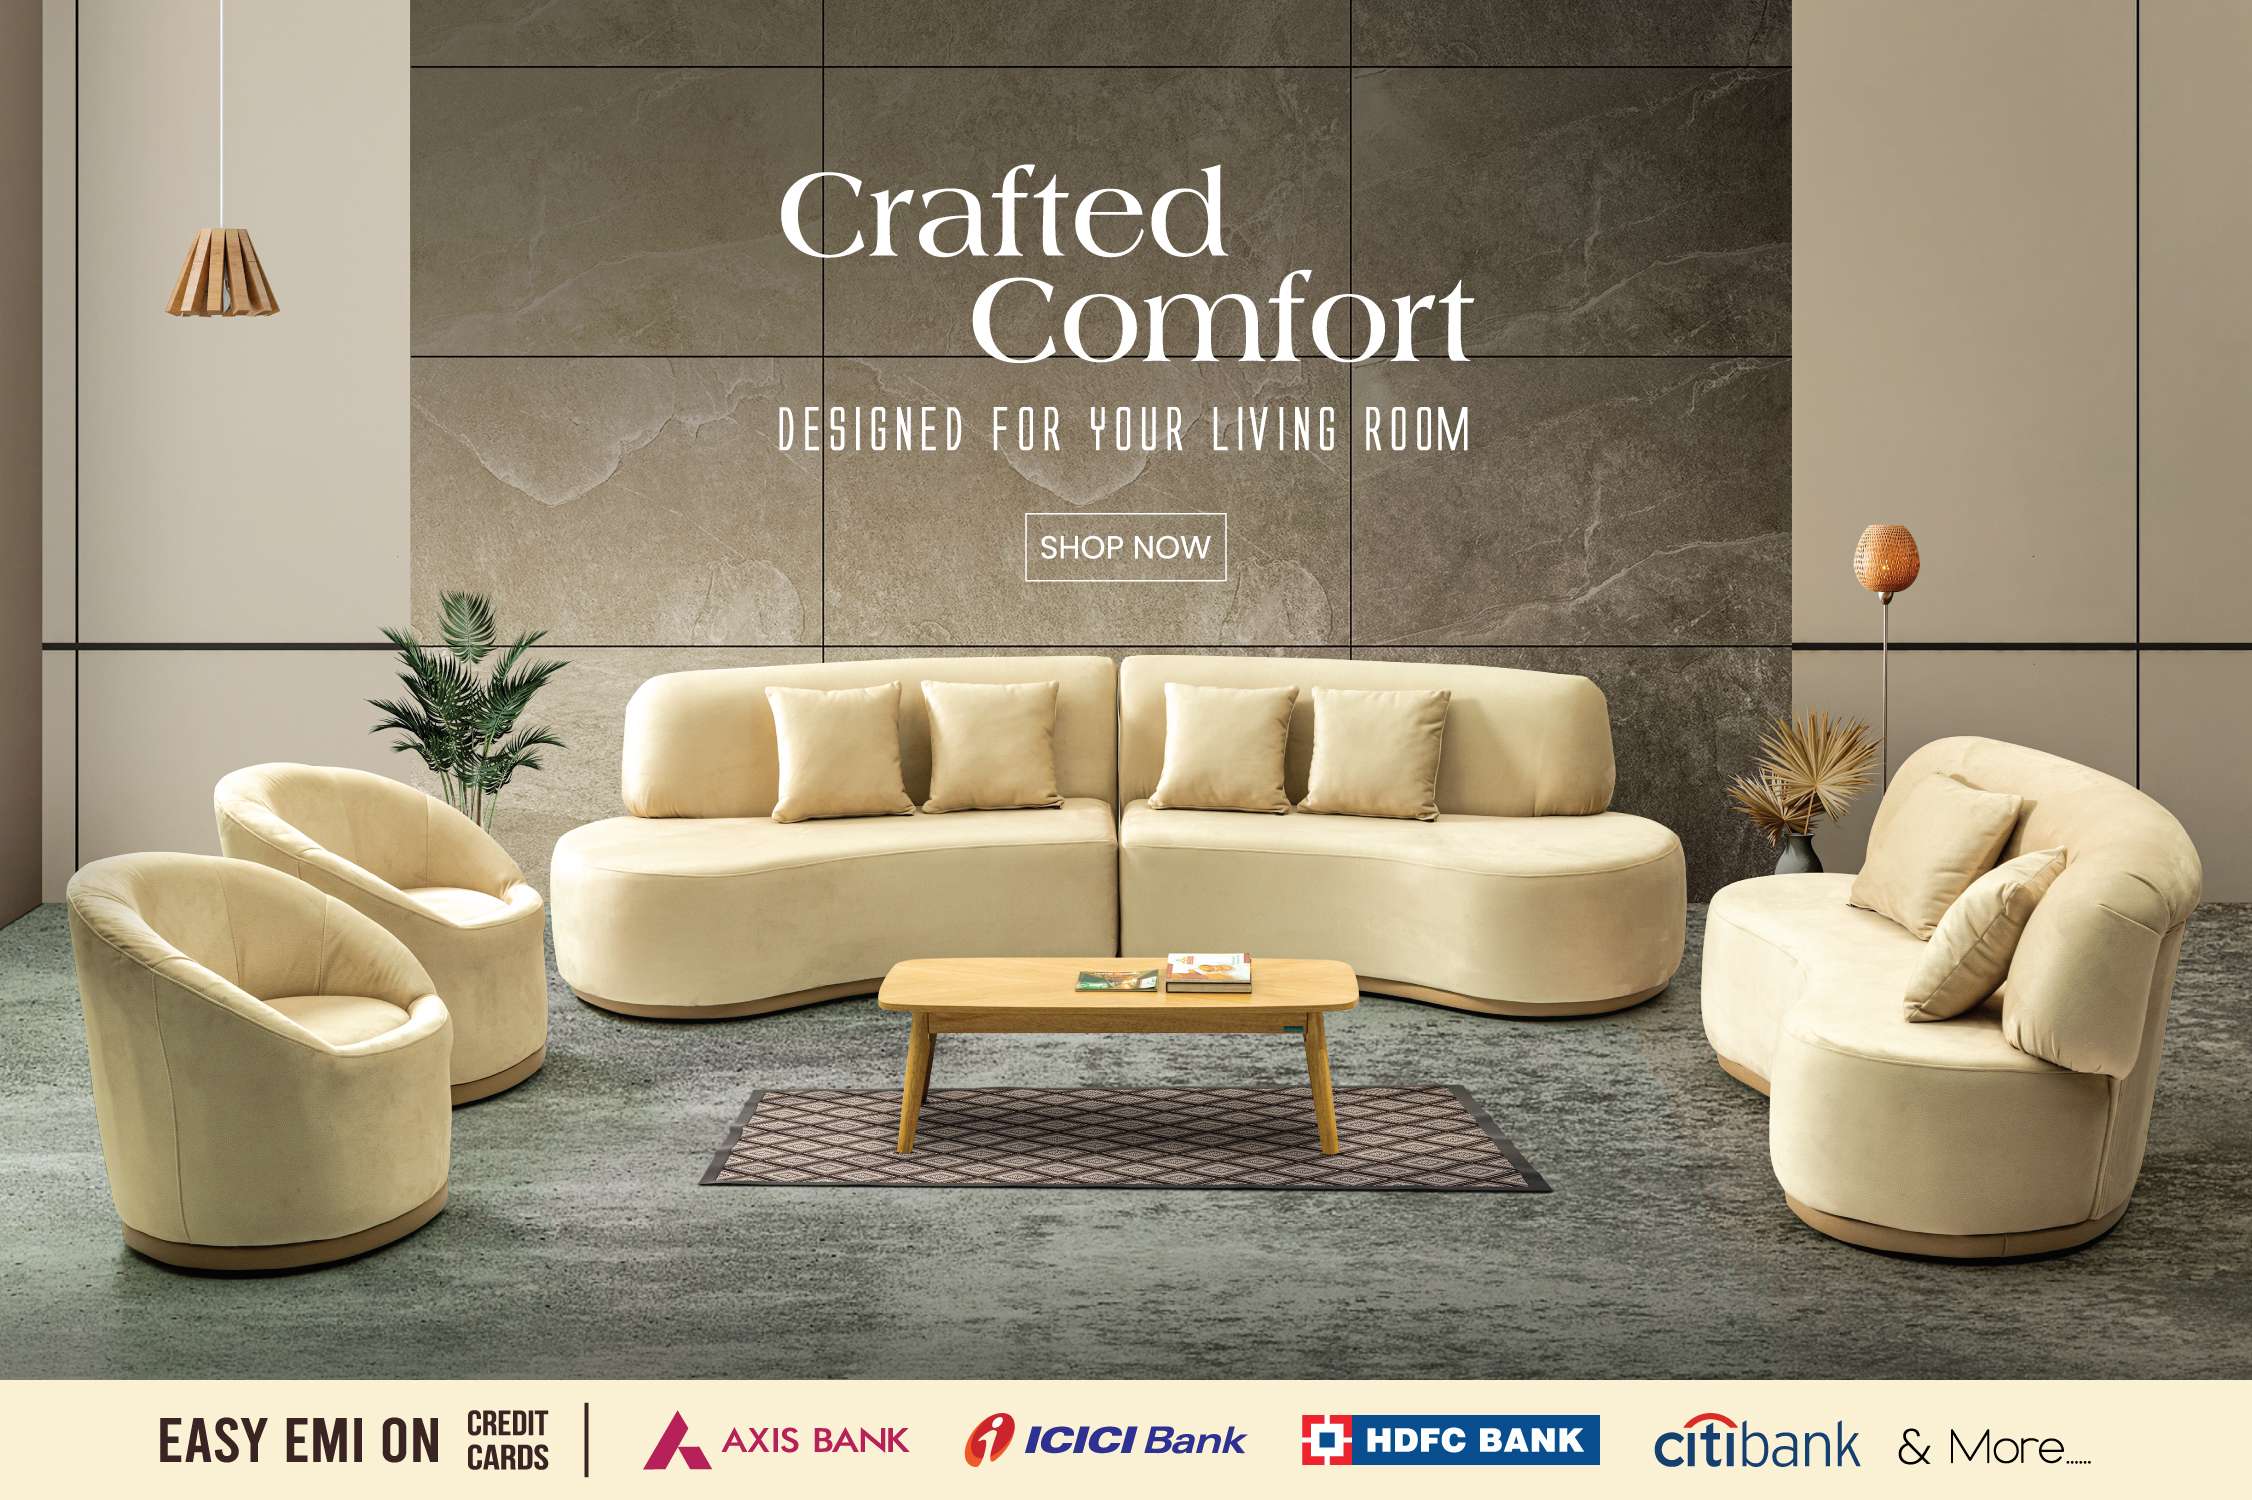 Crafted
Comfort
DESIGNED FOR YOUR LIVING ROOM
SHOP NOW
EASY EMI ON CREDIT CARDS
AXIS BANK
ICICI Bank
HDFC BANK
citibank
& More......